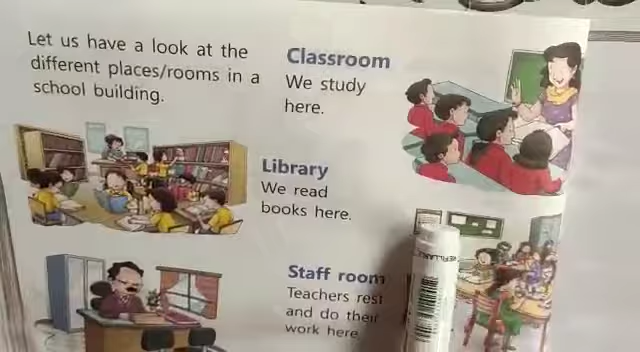 Let us have a look at the
different places/rooms in a
school building.
Classroom
We study
here.
Library
We read
books here.
Staff room
Teachers rest
and do their
work here